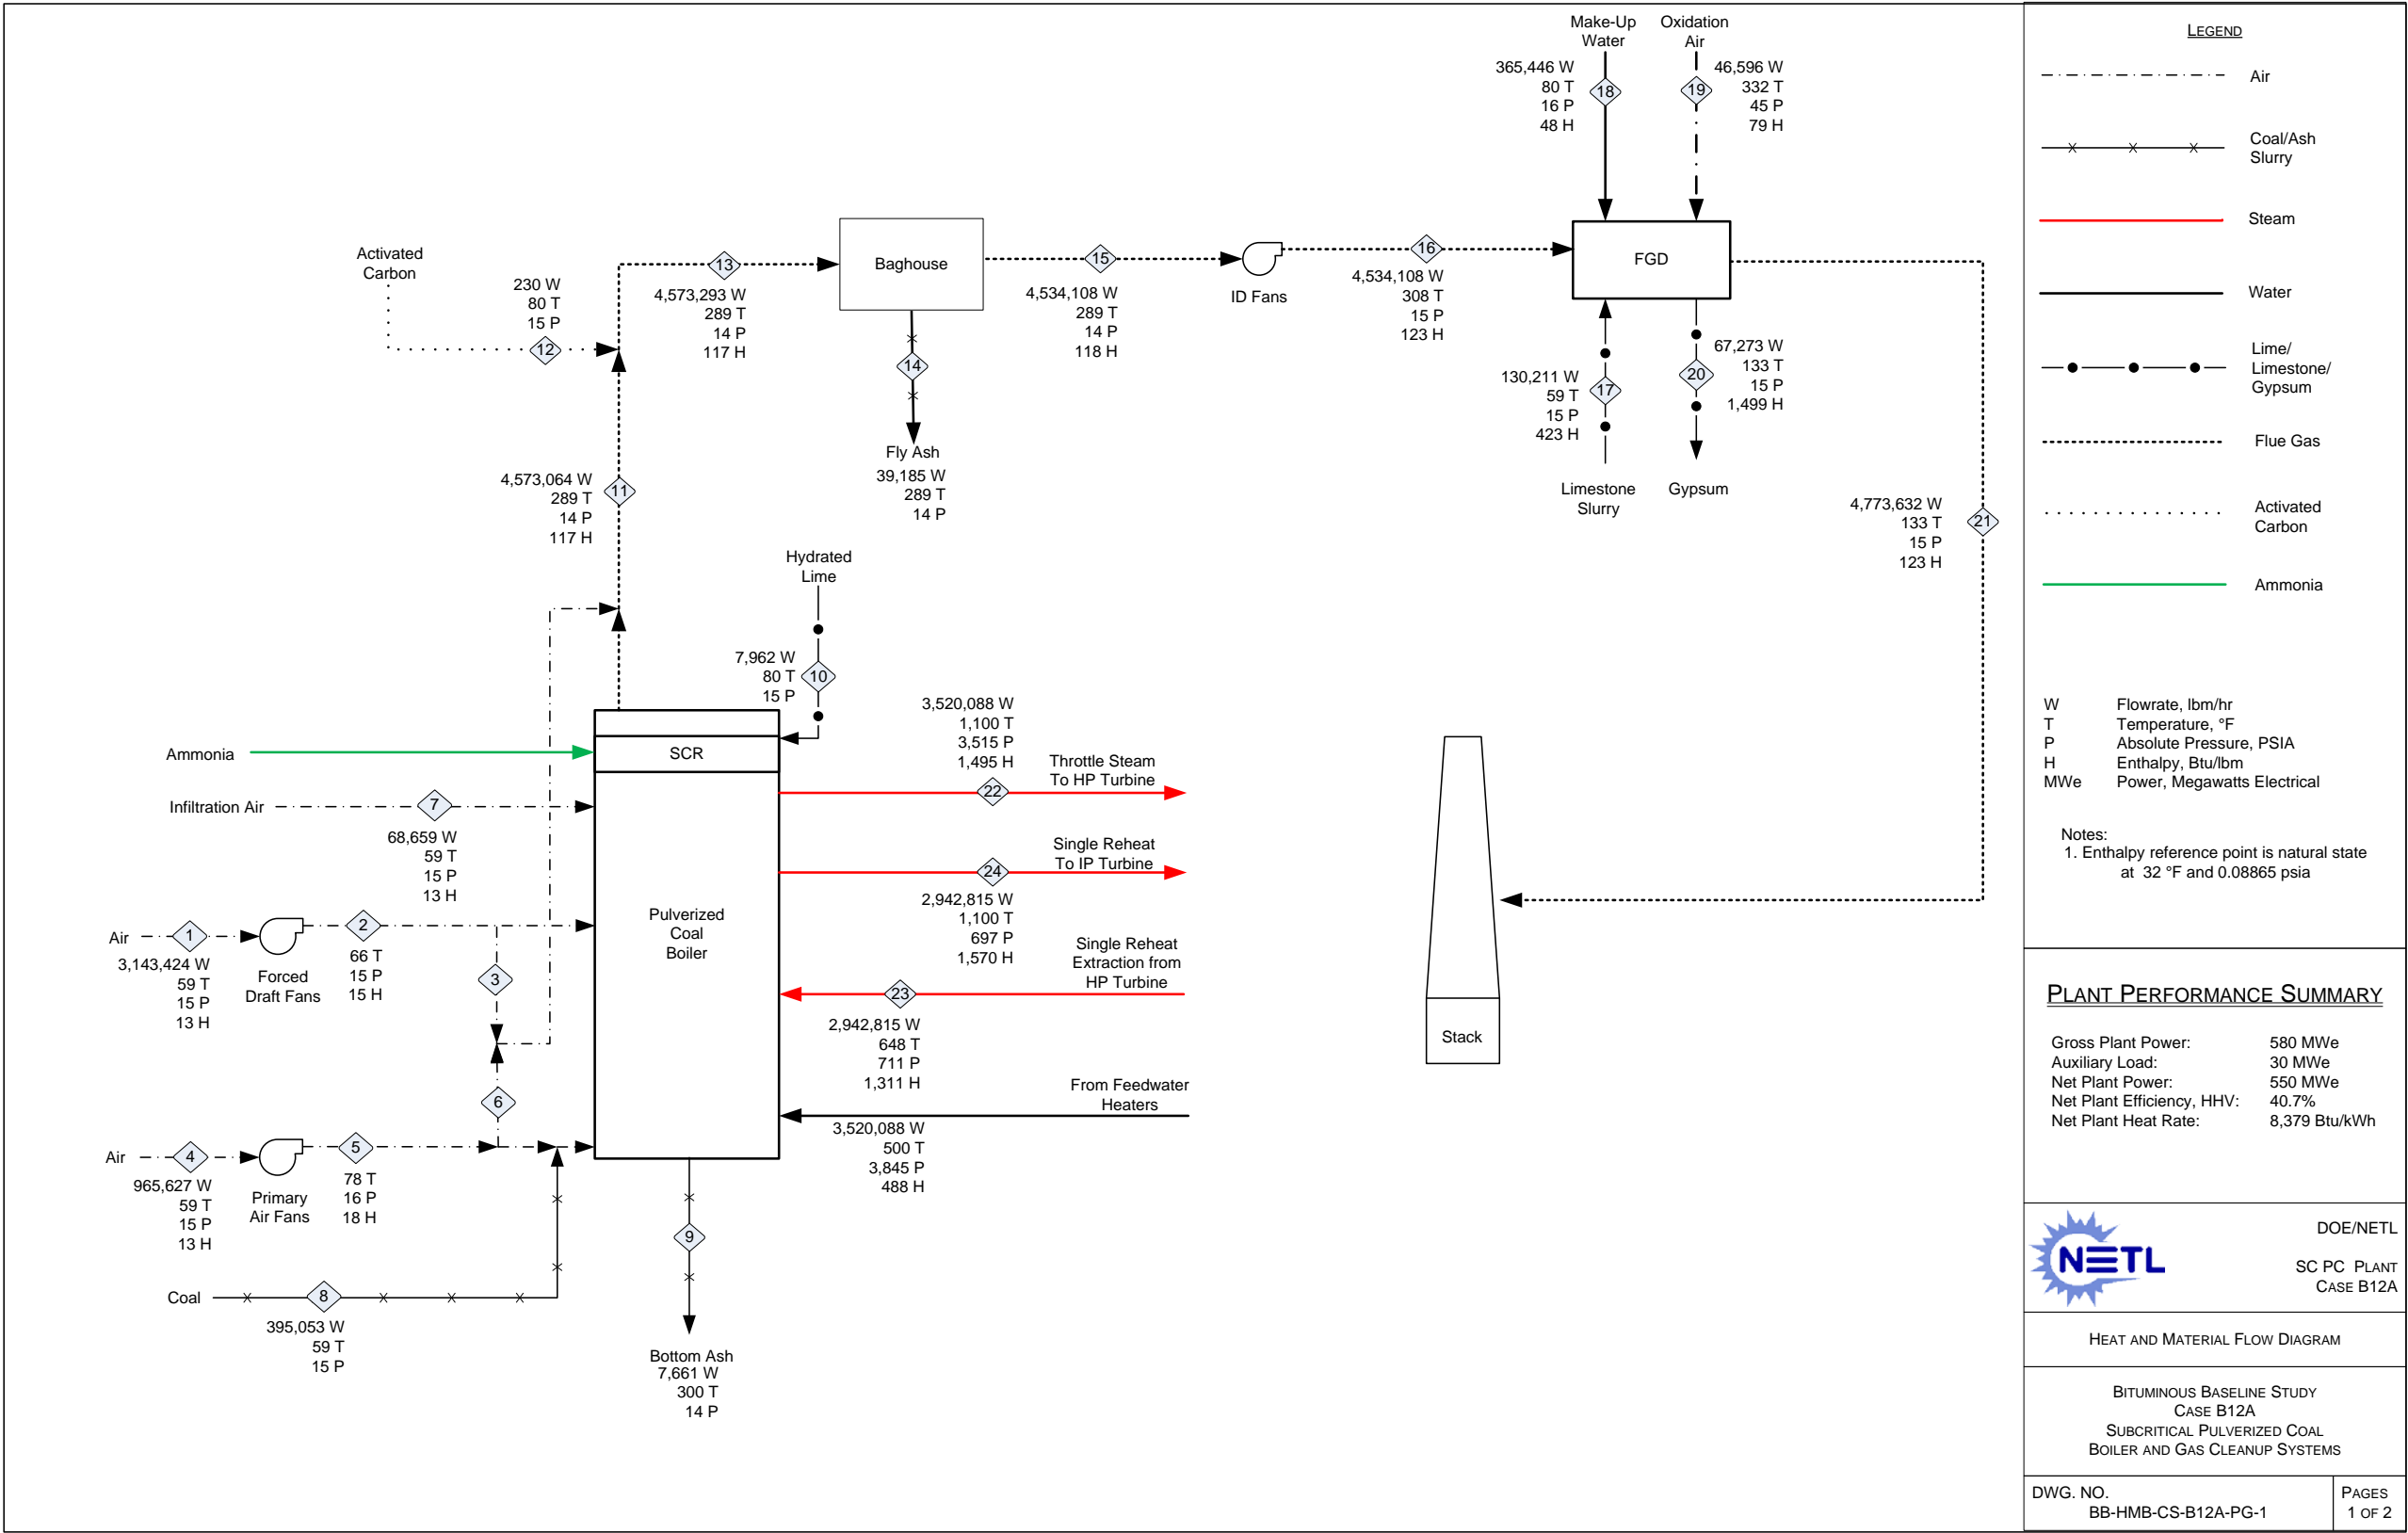 Make-Up
Water
Oxidation
Air
365,446 W
80 T
16 P
48 H
18
46,596 W
332 T
45 P
79 H
19
Activated
Carbon
230 W
80 T
15 P
12
13
4,573,293 W
289 T
14 P
117 H
Baghouse
15
4,534,108 W
289 T
14 P
118 H
ID Fans
16
4,534,108 W
308 T
15 P
123 H
FGD
14
Fly Ash
39,185 W
289 T
14 P
130,211 W
59 T
15 P
423 H
17
Limestone
Slurry
67,273 W
133 T
15 P
1,499 H
20
Gypsum
4,773,632 W
133 T
15 P
123 H
21
4,573,064 W
289 T
14 P
117 H
11
Hydrated
Lime
7,962 W
80 T
15 P
10
Ammonia
SCR
Infiltration Air
7
68,659 W
59 T
15 P
13 H
3,520,088 W
1,100 T
3,515 P
1,495 H
22
Throttle Steam
To HP Turbine
Single Reheat
To IP Turbine
24
2,942,815 W
1,100 T
697 P
1,570 H
Air
1
3,143,424 W
59 T
15 P
13 H
Forced
Draft Fans
2
66 T
15 P
15 H
3
Pulverized
Coal
Boiler
Single Reheat
Extraction from
HP Turbine
23
2,942,815 W
648 T
711 P
1,311 H
From Feedwater
Heaters
3,520,088 W
500 T
3,845 P
488 H
6
Air
4
965,627 W
59 T
15 P
13 H
Primary
Air Fans
5
78 T
16 P
18 H
Coal
8
395,053 W
59 T
15 P
9
Bottom Ash
7,661 W
300 T
14 P
Stack
LEGEND
Air
Coal/Ash
Slurry
Steam
Water
Lime/
Limestone/
Gypsum
Flue Gas
Activated
Carbon
Ammonia
W Flowrate, lbm/hr
T Temperature, °F
P Absolute Pressure, PSIA
H Enthalpy, Btu/lbm
MWe Power, Megawatts Electrical
Notes:
1. Enthalpy reference point is natural state
at 32 °F and 0.08865 psia
PLANT PERFORMANCE SUMMARY
Gross Plant Power: 580 MWe
Auxiliary Load: 30 MWe
Net Plant Power: 550 MWe
Net Plant Efficiency, HHV: 40.7%
Net Plant Heat Rate: 8,379 Btu/kWh
NETL
DOE/NETL
SC PC PLANT
CASE B12A
HEAT AND MATERIAL FLOW DIAGRAM
BITUMINOUS BASELINE STUDY
CASE B12A
SUBCRITICAL PULVERIZED COAL
BOILER AND GAS CLEANUP SYSTEMS
DWG. NO.
BB-HMB-CS-B12A-PG-1
PAGES
1 OF 2